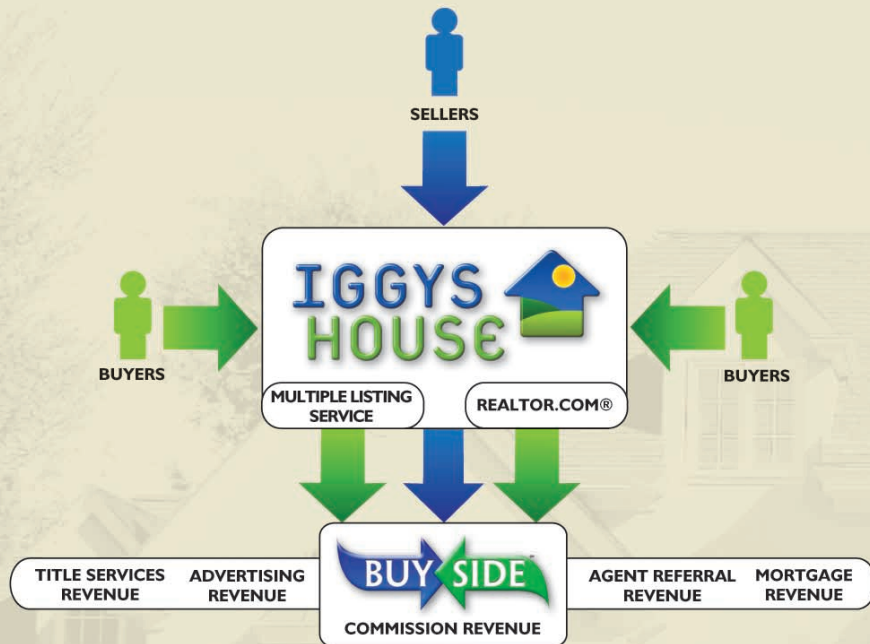 SELLERS
IGGYS
HOUSE
BUYERS
BUYERS
MULTIPLE LISTING
SERVICE
REALTOR.COM®
TITLE SERVICES
REVENUE
ADVERTISING
REVENUE
BUY SIDE™
COMMISSION REVENUE
AGENT REFERRAL
REVENUE
MORTGAGE
REVENUE